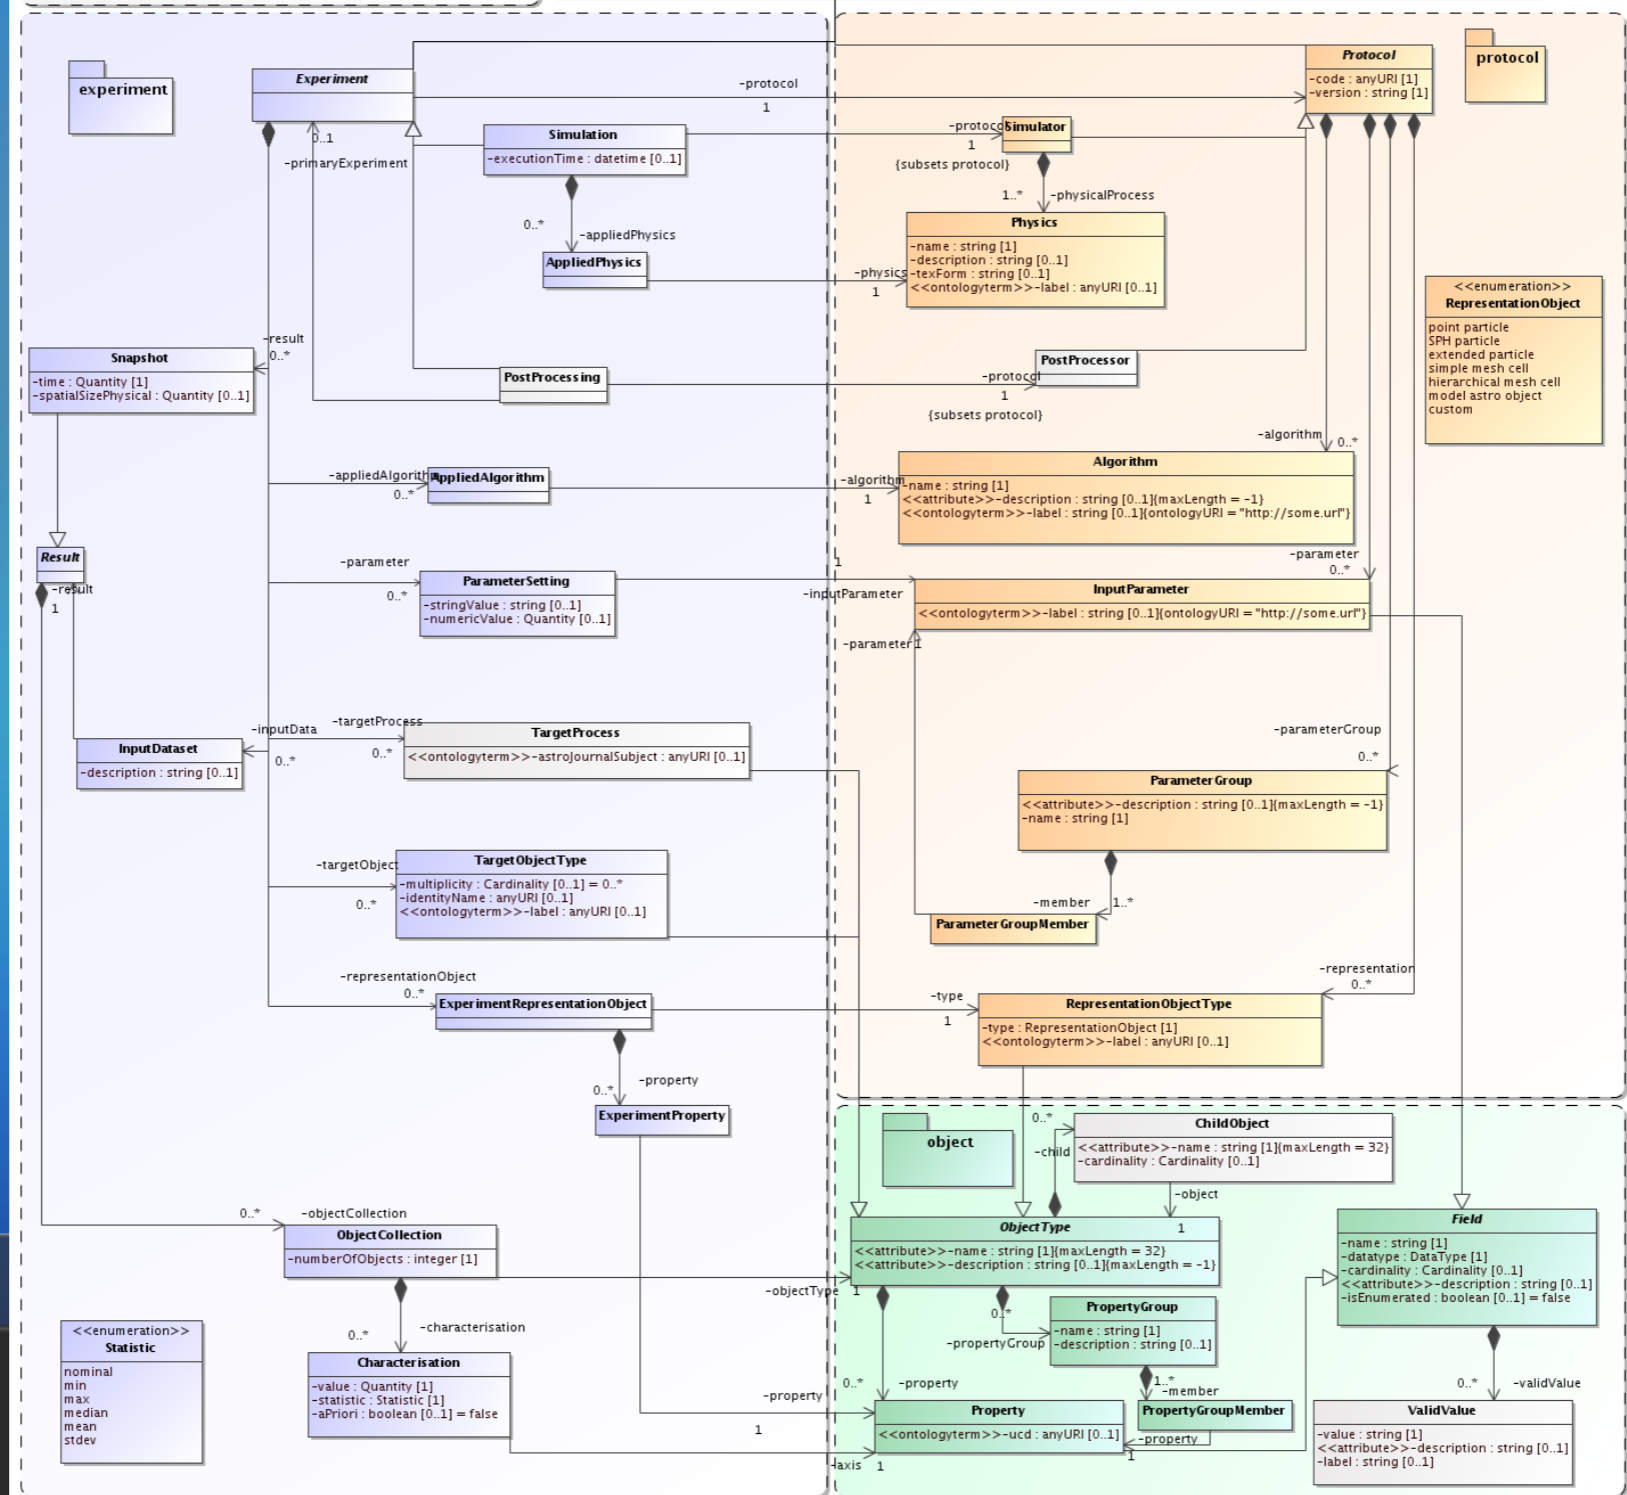 experiment
Experiment
-protocol
1
Protocol
-code : anyURI [1]
-version : string [1]
protocol
0..1
-primaryExperiment
Simulation
-executionTime : datetime [0..1]
-protocol
1
{subsets protocol}
Simulator
0..*
-appliedPhysics
1..*
-physicalProcess
AppliedPhysics
-physics
1
Physics
-name : string [1]
-description : string [0..1]
-texForm : string [0..1]
<<ontologyterm>>-label : anyURI [0..1]
<<enumeration>>
RepresentationObject
point particle
SPH particle
extended particle
simple mesh cell
hierarchical mesh cell
model astro object
custom
-result
0..*
Snapshot
-time : Quantity [1]
-spatialSizePhysical : Quantity [0..1]
PostProcessing
-protocol
1
{subsets protocol}
PostProcessor
-algorithm
0..*
-appliedAlgorithm
0..*
AppliedAlgorithm
-algorithm
1
Algorithm
-name : string [1]
<<attribute>>-description : string [0..1]{maxLength = -1}
<<ontologyterm>>-label : string [0..1]{ontologyURI = "http://some.url"}
Result
-result
1
-parameter
0..*
ParameterSetting
-stringValue : string [0..1]
-numericValue : Quantity [0..1]
1
-inputParameter
-parameter
0..*
InputParameter
<<ontologyterm>>-label : string [0..1]{ontologyURI = "http://some.url"}
-parameter
1
-inputData
0..*
InputDataset
-description : string [0..1]
-targetProcess
0..*
TargetProcess
<<ontologyterm>>-astroJournalSubject : anyURI [0..1]
-parameterGroup
0..*
ParameterGroup
<<attribute>>-description : string [0..1]{maxLength = -1}
-name : string [1]
-targetObject
0..*
TargetObjectType
-multiplicity : Cardinality [0..1] = 0..*
-identityName : anyURI [0..1]
<<ontologyterm>>-label : anyURI [0..1]
-member
1..*
ParameterGroupMember
-representationObject
0..*
ExperimentRepresentationObject
-type
1
-representation
0..*
RepresentationObjectType
-type : RepresentationObject [1]
<<ontologyterm>>-label : anyURI [0..1]
0..*
-property
ExperimentProperty
object
0..*
-child
ChildObject
<<attribute>>-name : string [1]{maxLength = 32}
-cardinality : Cardinality [0..1]
-object
1
0..*
-objectCollection
ObjectCollection
-numberOfObjects : integer [1]
-objectType
1
ObjectType
<<attribute>>-name : string [1]{maxLength = 32}
<<attribute>>-description : string [0..1]{maxLength = -1}
Field
-name : string [1]
-datatype : DataType [1]
-cardinality : Cardinality [0..1]
<<attribute>>-description : string [0..1]
-isEnumerated : boolean [0..1] = false
0..*
-propertyGroup
PropertyGroup
-name : string [1]
-description : string [0..1]
<<enumeration>>
Statistic
nominal
min
max
median
mean
stdev
0..*
-characterisation
Characterisation
-value : Quantity [1]
-statistic : Statistic [1]
-aPriori : boolean [0..1] = false
0..*
-property
1..*
-member
0..*
-validValue
-property
1
Property
<<ontologyterm>>-ucd : anyURI [0..1]
PropertyGroupMember
-property
1
ValidValue
-value : string [1]
<<attribute>>-description : string [0..1]
-label : string [0..1]
-axis
1